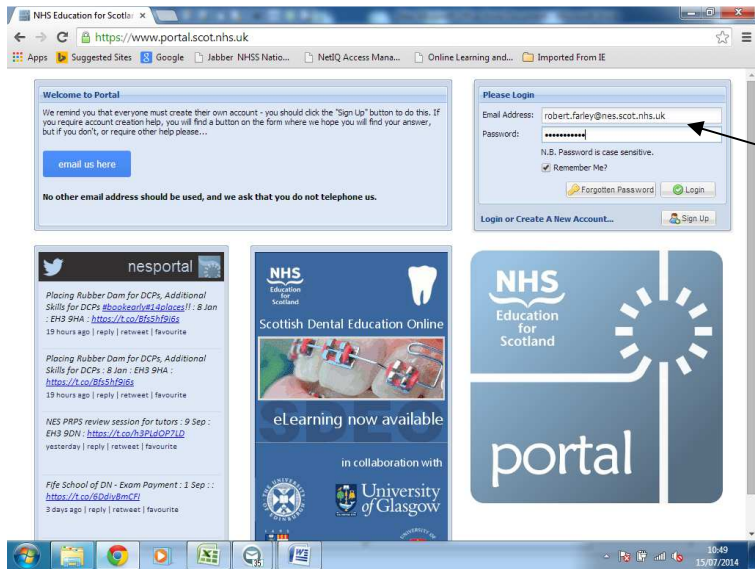 NHS Education for Scotla
https://www.portal.scot.nhs.uk
Apps
Suggested Sites
Google
Jabber NHSS Natio...
NetIQ Access Mana...
Online Learning and...
Imported From IE
Welcome to Portal
We remind you that everyone must create their own account - you should click the "Sign Up" button to do this. If
you require account creation help, you will find a button on the form where we hope you will find your answer,
but if you don't, or require other help please...
email us here
No other email address should be used, and we ask that you do not telephone us.
Please Login
Email Address: robert.farley@nes.scot.nhs.uk
Password:
N.B. Password is case sensitive.
Remember Me?
Forgotten Password
Login
Login or Create A New Account...
Sign Up
nesportal
Placing Rubber Dam for DCPs, Additional
Skills for DCPs #bookearly#14places!! : 8 Jan
: EH3 9HA : https://t.co/Bfs5hf9i6s
19 hours ago | reply | retweet | favourite
Placing Rubber Dam for DCPs, Additional
Skills for DCPs : 8 Jan : EH3 9HA :
https://t.co/Bfs5hf9i6s
19 hours ago | reply | retweet | favourite
NES PRPS review session for tutors : 9 Sep :
EH3 9DN : https://t.co/h3PLdOP7LD
yesterday | reply | retweet | favourite
Fife School of DN - Exam Payment : 1 Sep : :
https://t.co/6DdiyBmCFI
3 days ago | reply | retweet | favourite
NHS
Education
for
Scotland
Scottish Dental Education Online
SDEO
eLearning now available
in collaboration with
University
of Glasgow
NHS
Education
for
Scotland
portal
35
10:49
15/07/2014